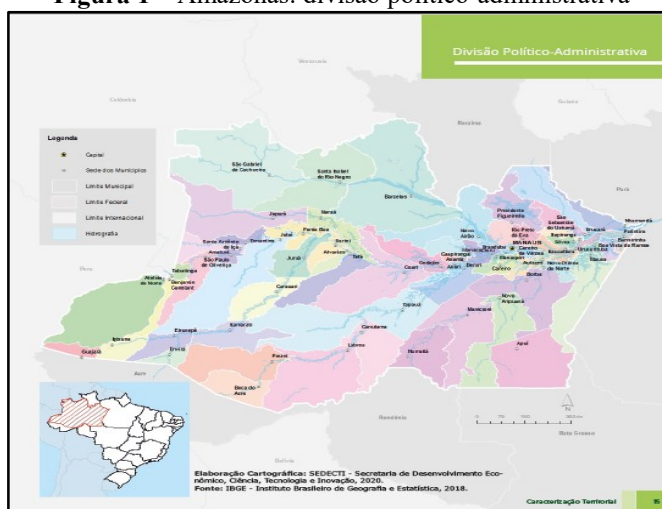 Figura 1 – Amazonas: divisão político-administrativa
Divisão Político-Administrativa
Venezuela
Colômbia
Guiana
Roraima
Legenda
Capital
Sede dos Municípios
Limite Municipal
Limite Federal
Limite Internacional
Hidrografia
São Gabriel
da Cachoeira
Santa Isabel
do Rio Negro
Barcelos
Pará
Japurá
Maraã
Presidente
Figueiredo
São
Sebastião
do Uatumã
Nhamundá
Novo
Airão
Rio Preto
da Eva
Itapiranga
Urucará
Parintins
Fonte Boa
Santo Antônio
do Içá
Tonantins
Jutaí
Uarini
MANAUS
Silves
Barreirinha
Boa Vista do Ramos
Amaturá
Alvarães
Tefé
Caapiranga
Iranduba
Careiro
da Várzea
Maués
São Paulo
de Olivença
Juruá
Coari
Codajás
Anamã
Anori
Beruri
Manaquiri
Autazes
Nova Olinda
do Norte
Careiro
Borba
Peru
Tabatinga
Atalaia
do Norte
Benjamin
Constant
Carauari
Tapauá
Novo
Aripuanã
Manicoré
Eirunepé
Itamarati
Canutama
Ipixuna
Envira
Lábrea
Humaitá
Apuí
Guajará
Pauini
Acre
Boca do
Acre
Rondônia
N
Mato Grosso
Bolívia
Elaboração Cartográfica: SEDECTI - Secretaria de Desenvolvimento Eco-
nômico, Ciência, Tecnologia e Inovação, 2020.
Fonte: IBGE - Instituto Brasileiro de Geografia e Estatística, 2018.
Caracterização Territorial
15